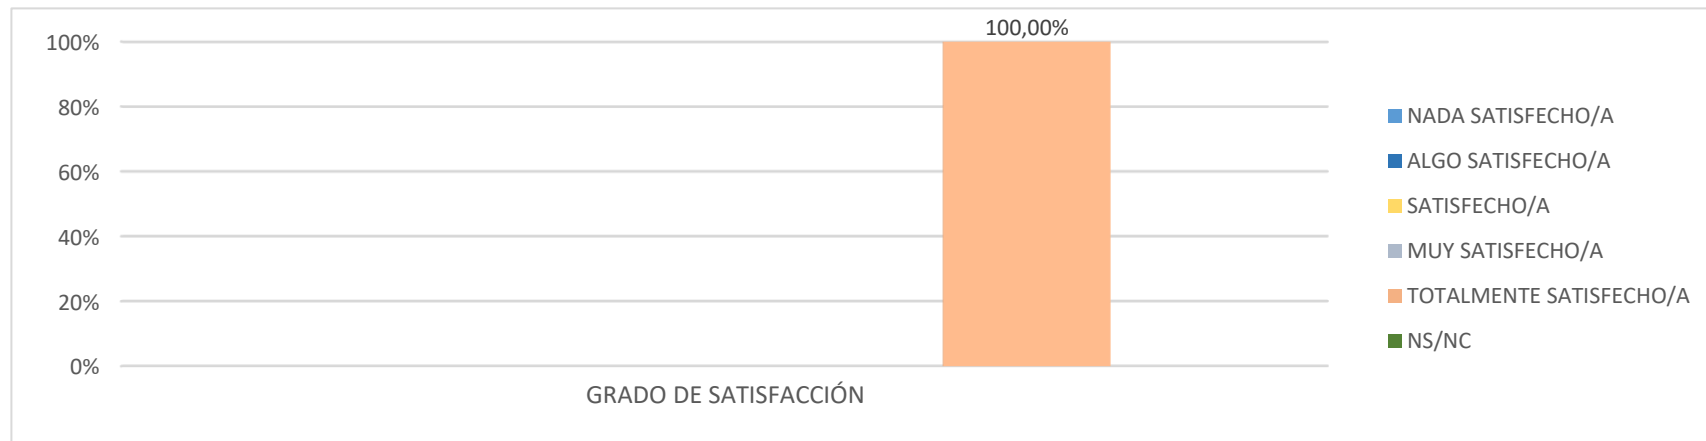 100,00%
100%
80%
60%
40%
20%
0%
GRADO DE SATISFACCIÓN
NADA SATISFECHO/A
ALGO SATISFECHO/A
SATISFECHO/A
MUY SATISFECHO/A
TOTALMENTE SATISFECHO/A
NS/NC